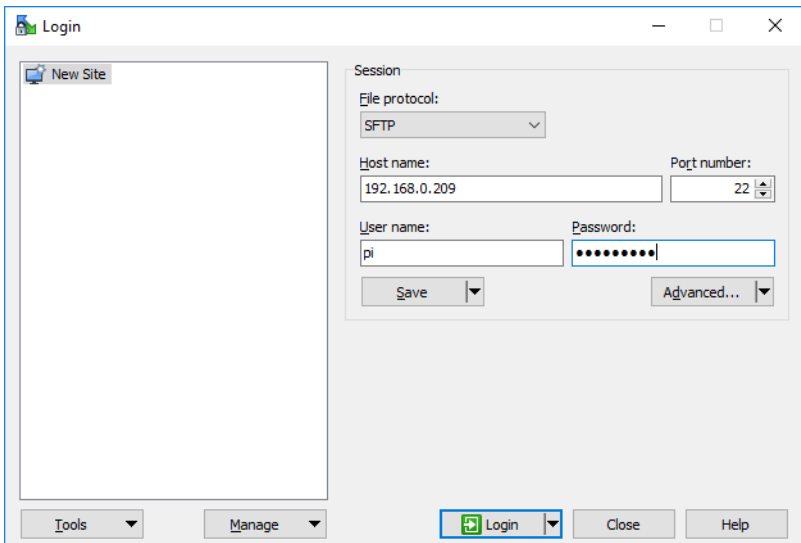 Login
New Site
Session
File protocol:
SFTP
Host name:
Port number:
192.168.0.209
22
User name:
Password:
pi
●●●●●●●●●
Save
Advanced...
Tools
Manage
Login
Close
Help